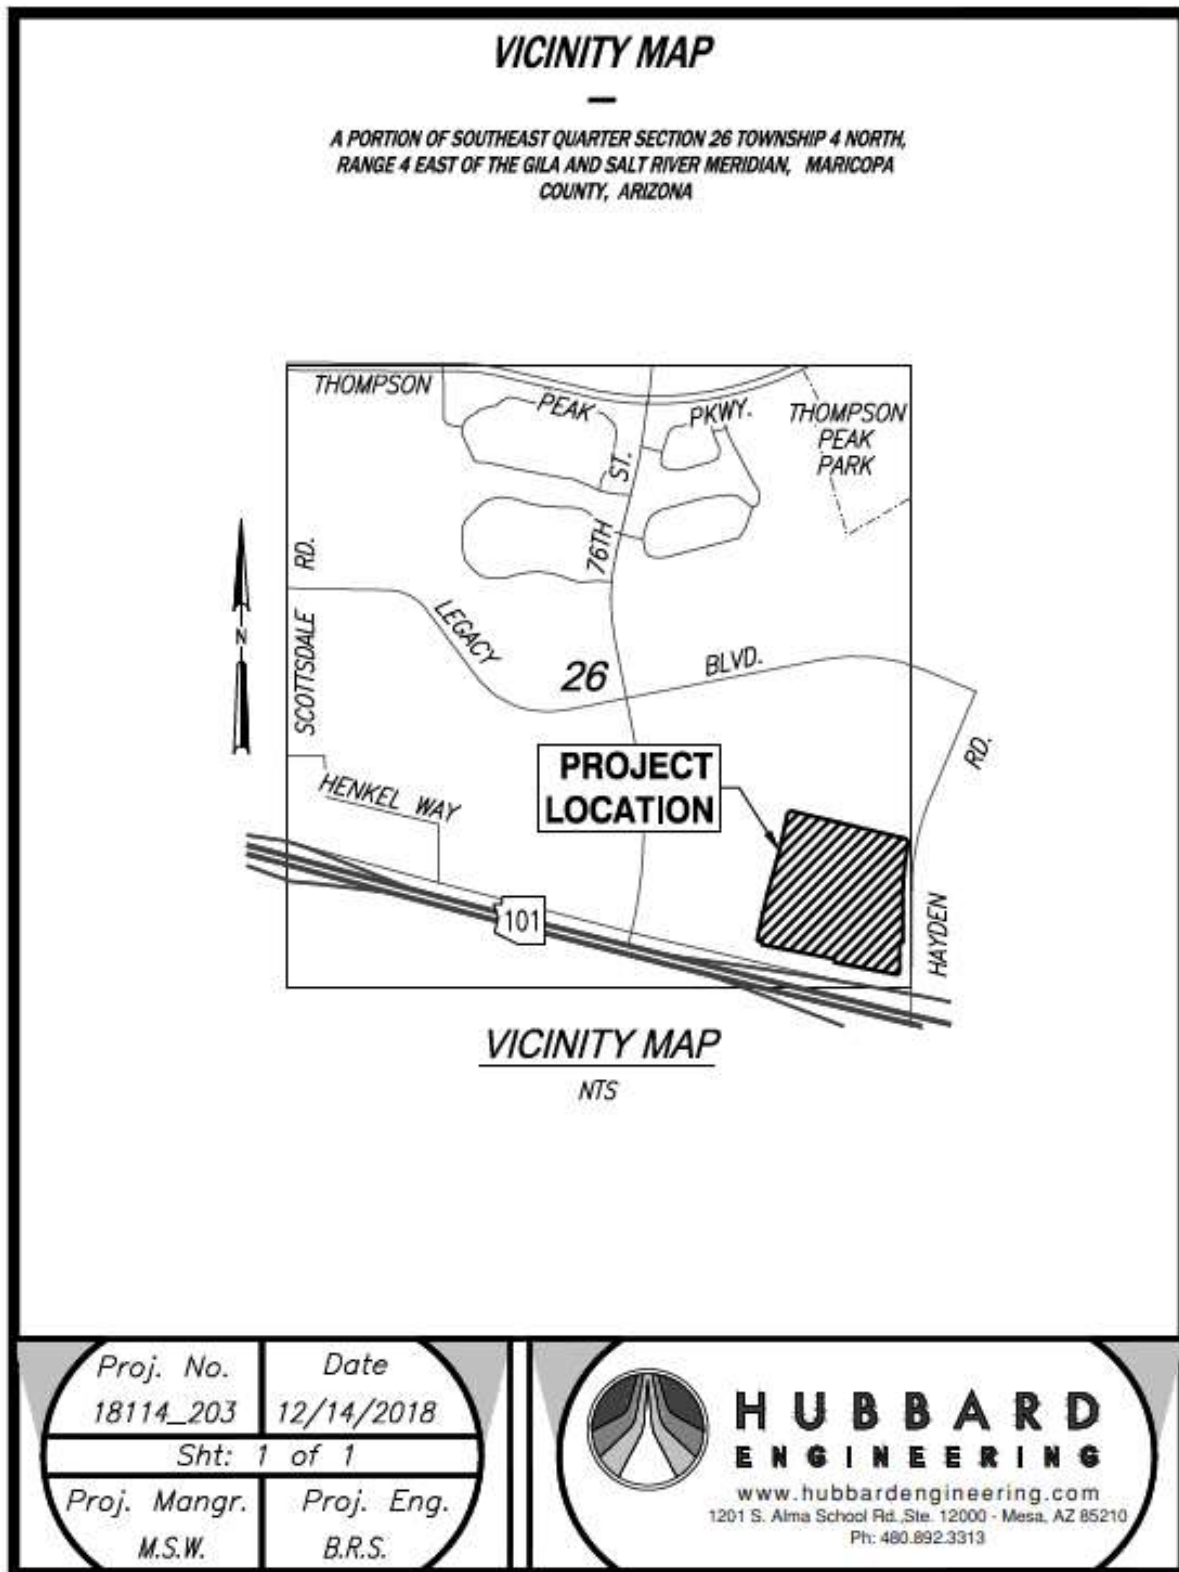 VICINITY MAP
A PORTION OF SOUTHEAST QUARTER SECTION 26 TOWNSHIP 4 NORTH,
RANGE 4 EAST OF THE GILA AND SALT RIVER MERIDIAN, MARICOPA
COUNTY, ARIZONA
THOMPSON
PEAK
PKWY.
THOMPSON
PEAK
PARK
ST.
76TH
RD.
SCOTTSDALE
N
LEGACY
26
BLVD.
RD.
PROJECT
LOCATION
HENKEL WAY
101
HAYDEN
VICINITY MAP
NTS
Proj. No.
18114_203
Date
12/14/2018
Sht: 1 of 1
Proj. Mangr.
M.S.W.
Proj. Eng.
B.R.S.
HUBBARD
ENGINEERING
www.hubbardengineering.com
1201 S. Alma School Rd.,Ste. 12000 - Mesa, AZ 85210
Ph: 480.892.3313